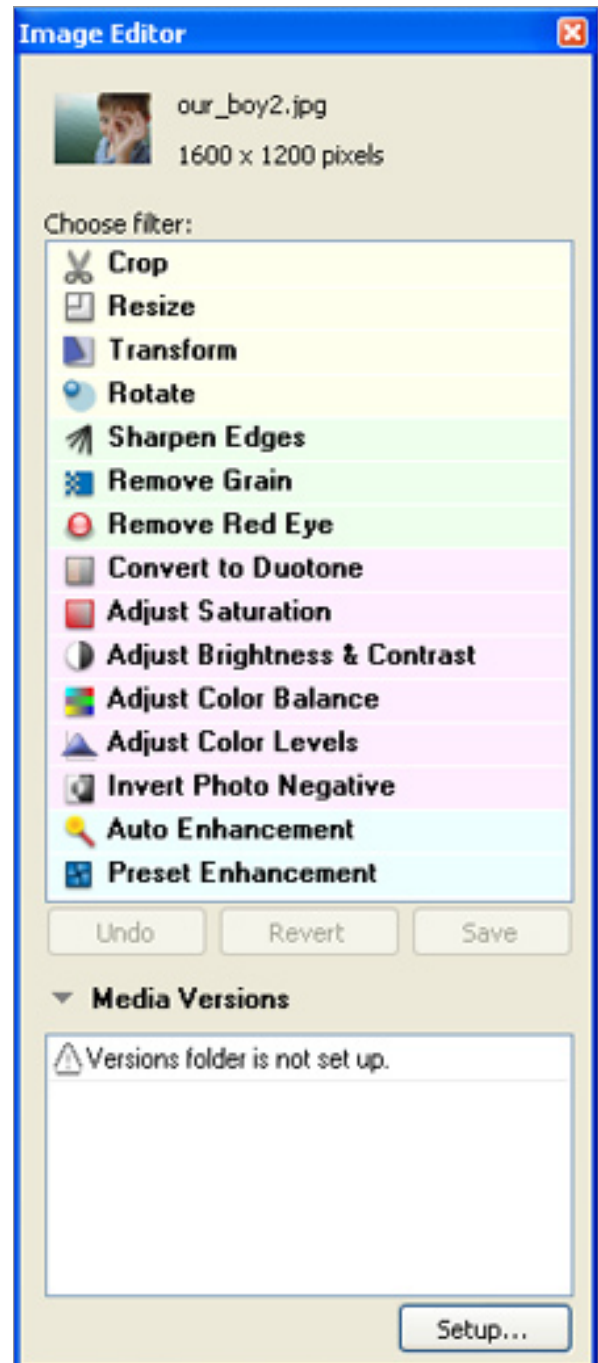 Image Editor
our_boy2.jpg
1600 x 1200 pixels
Choose filter:
Crop
Resize
Transform
Rotate
Sharpen Edges
Remove Grain
Remove Red Eye
Convert to Duotone
Adjust Saturation
Adjust Brightness & Contrast
Adjust Color Balance
Adjust Color Levels
Invert Photo Negative
Auto Enhancement
Preset Enhancement
Undo Revert Save
Media Versions
Versions folder is not set up.
Setup...